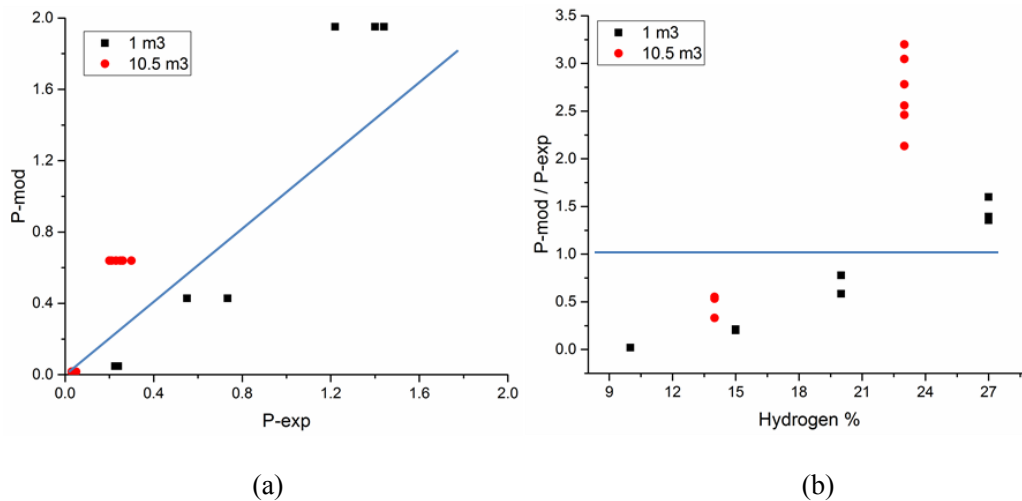 2.0
1.6
1.2
0.8
0.4
0.0
P-mod
1 m3
10.5 m3
0.0 0.4 0.8 1.2 1.6 2.0
P-exp
(a)
3.5
3.0
2.5
2.0
1.5
1.0
0.5
0.0
P-mod / P-exp
1 m3
10.5 m3
9 12 15 18 21 24 27
Hydrogen %
(b)